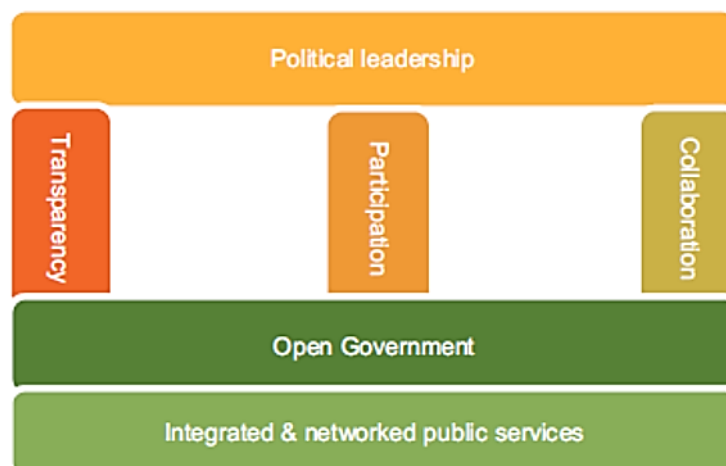 Political leadership
Transparency
Participation
Collaboration
Open Government
Integrated & networked public services